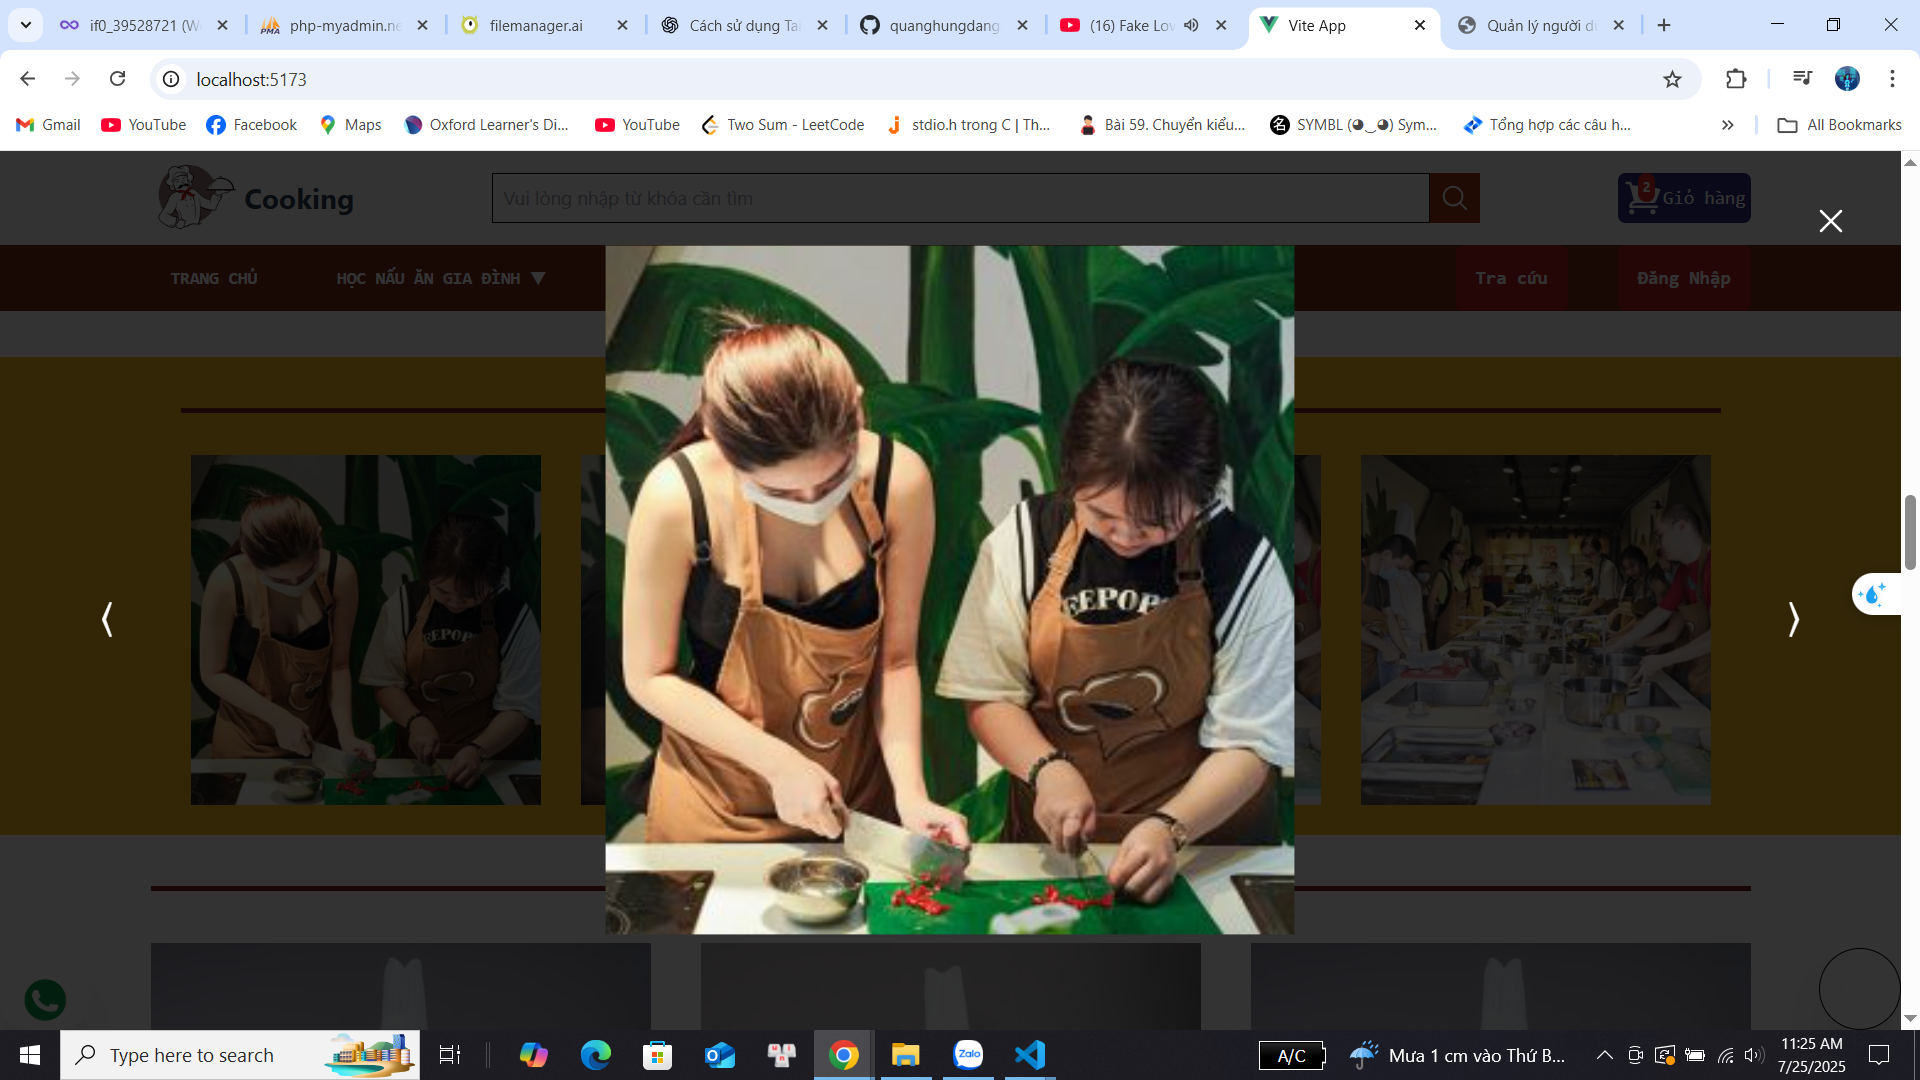 if0_39528721 (W
php-myadmin.ne
filemanager.ai
Cách sử dụng Tai
quanghungdang
(16) Fake Lov
Vite App
Quản lý người d
localhost:5173
Gmail
YouTube
Facebook
Maps
Oxford Learner's Di...
YouTube
Two Sum - LeetCode
stdio.h trong C | Th...
Bài 59. Chuyển kiểu...
SYMBL (◕‿◕) Sym...
Tổng hợp các câu h...
»
All Bookmarks
Cooking
Vui lòng nhập từ khóa cần tìm
2
Giỏ hàng
TRANG CHỦ
HỌC NẤU ĂN GIA ĐÌNH ▼
Tra cứu
Đăng Nhập
EEPOP
Type here to search
Zalo
A/C
Mưa 1 cm vào Thứ B...
11:25 AM
7/25/2025